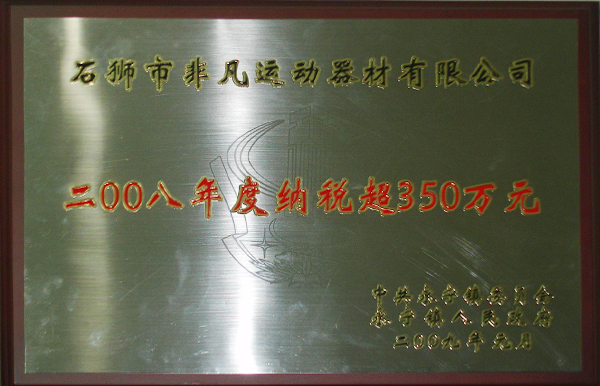 石狮市非凡运动器材有限公司
二00八年度纳税超350万元
中共永宁镇委员会
永宁镇人民政府
二00九年元月